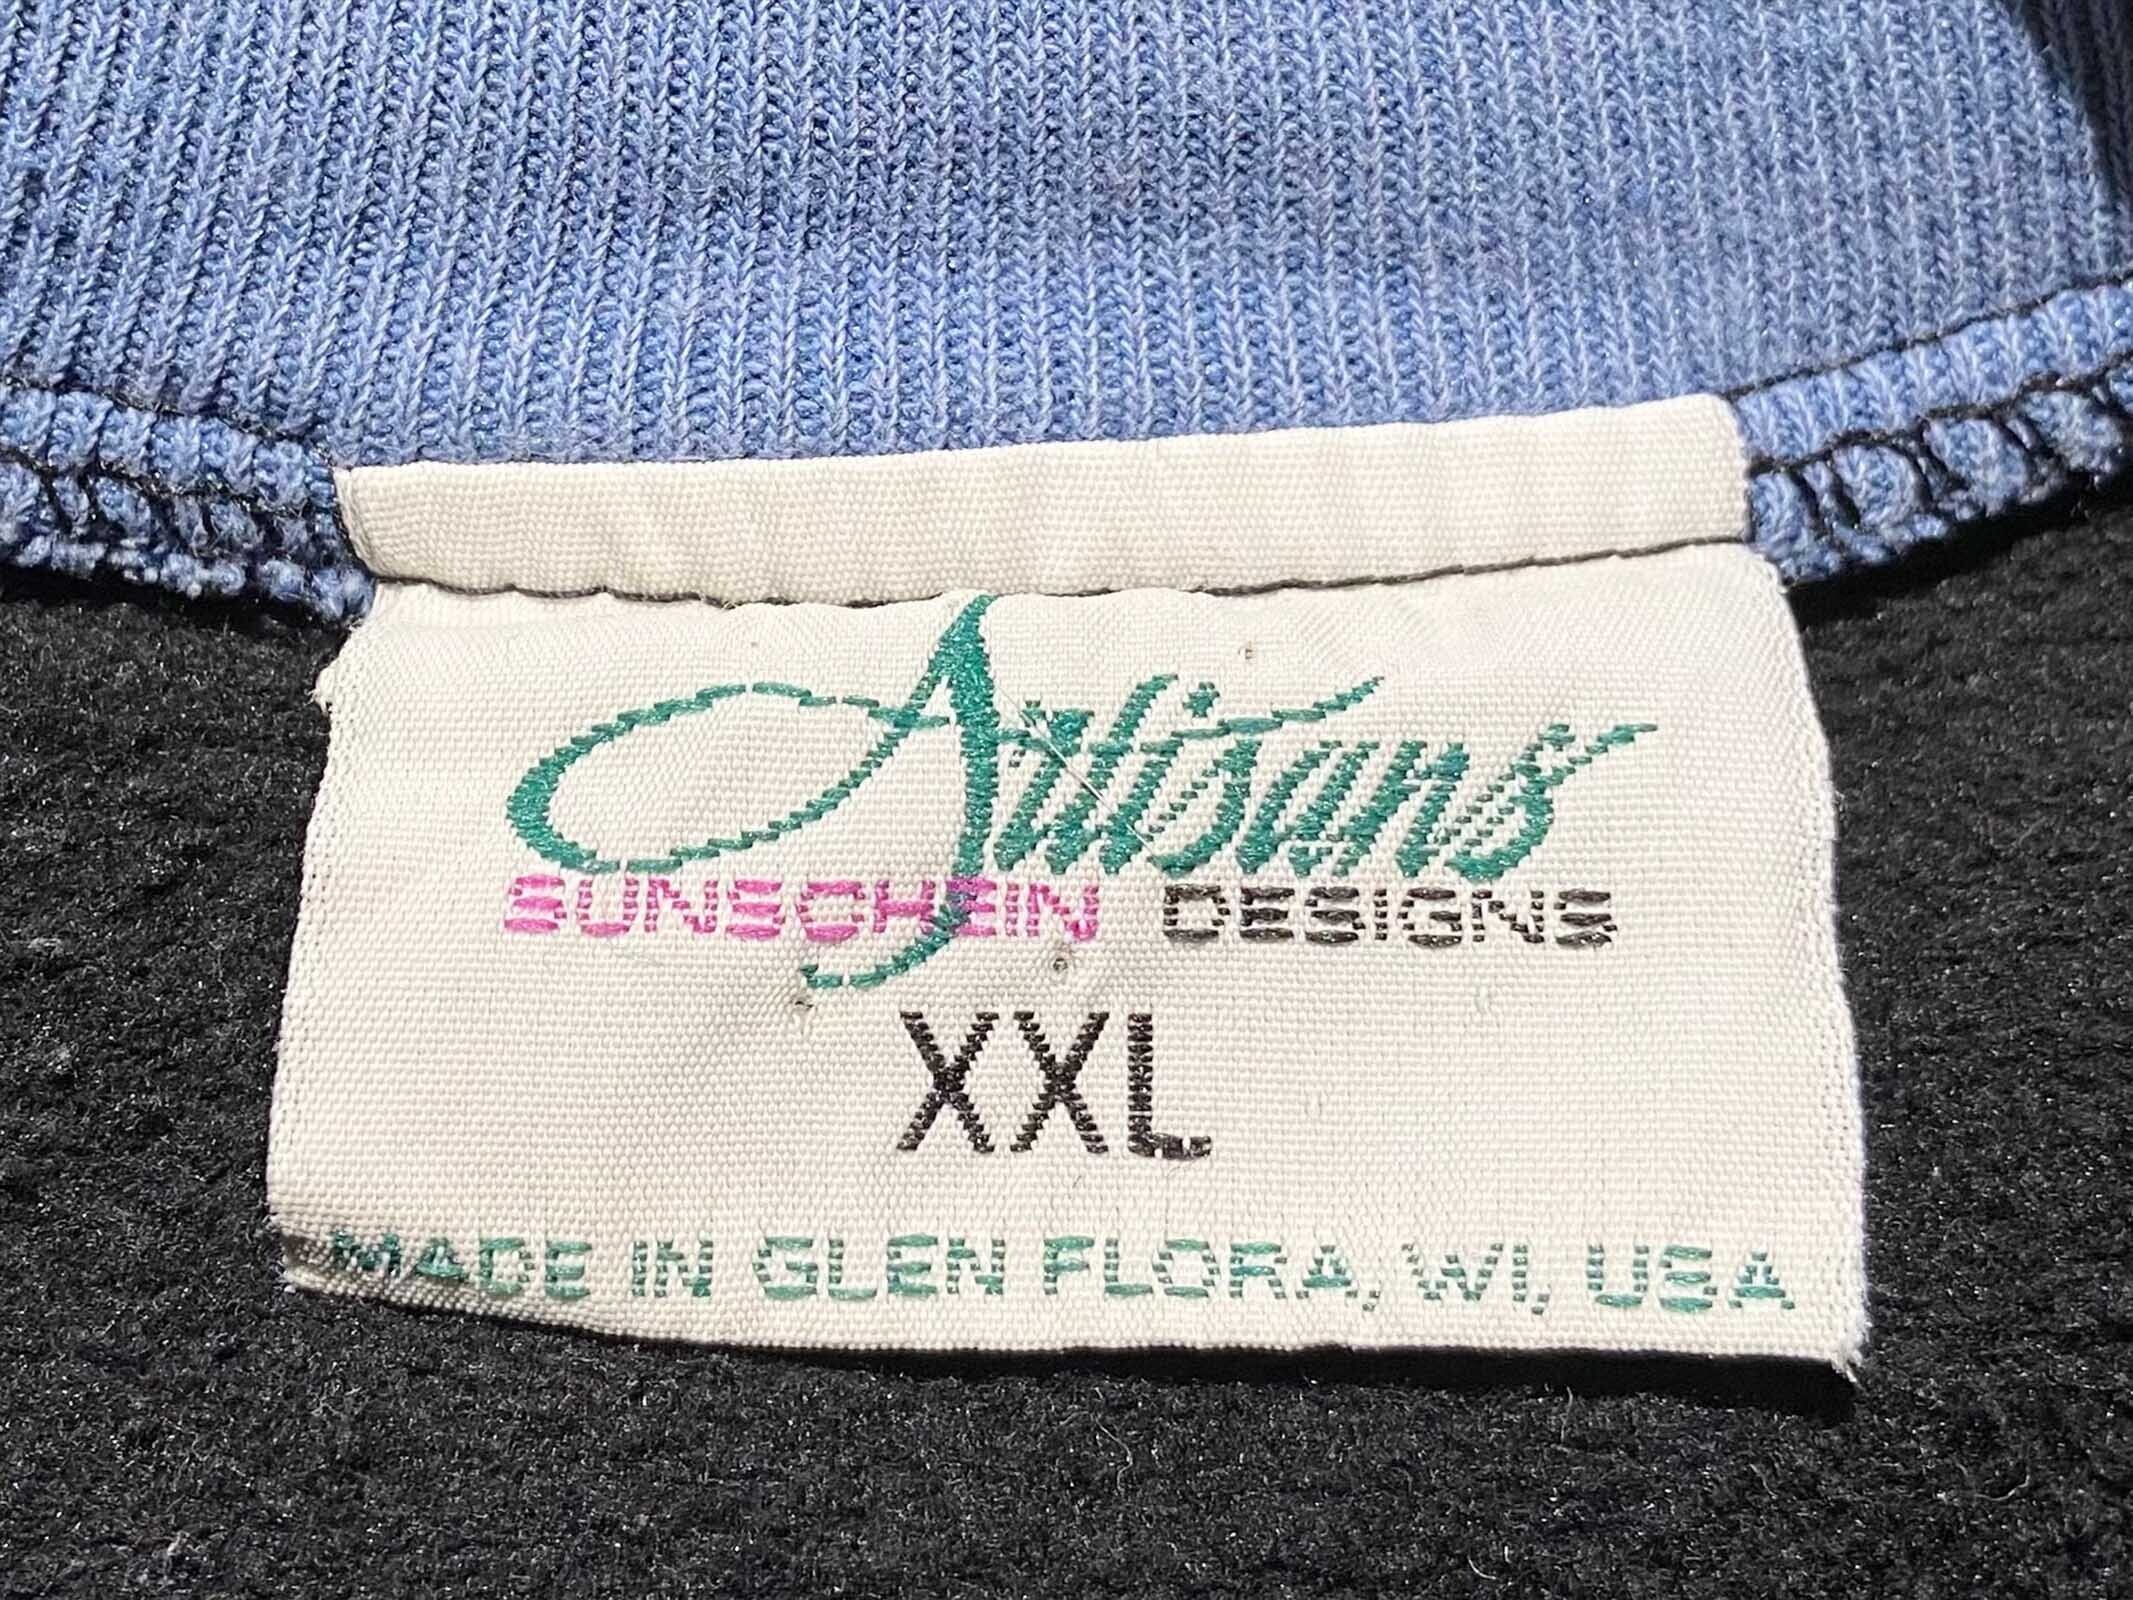 Artisans
SUNSCHEIN DESIGNS
XXL
MADE IN GLEN FLORA, WI, USA